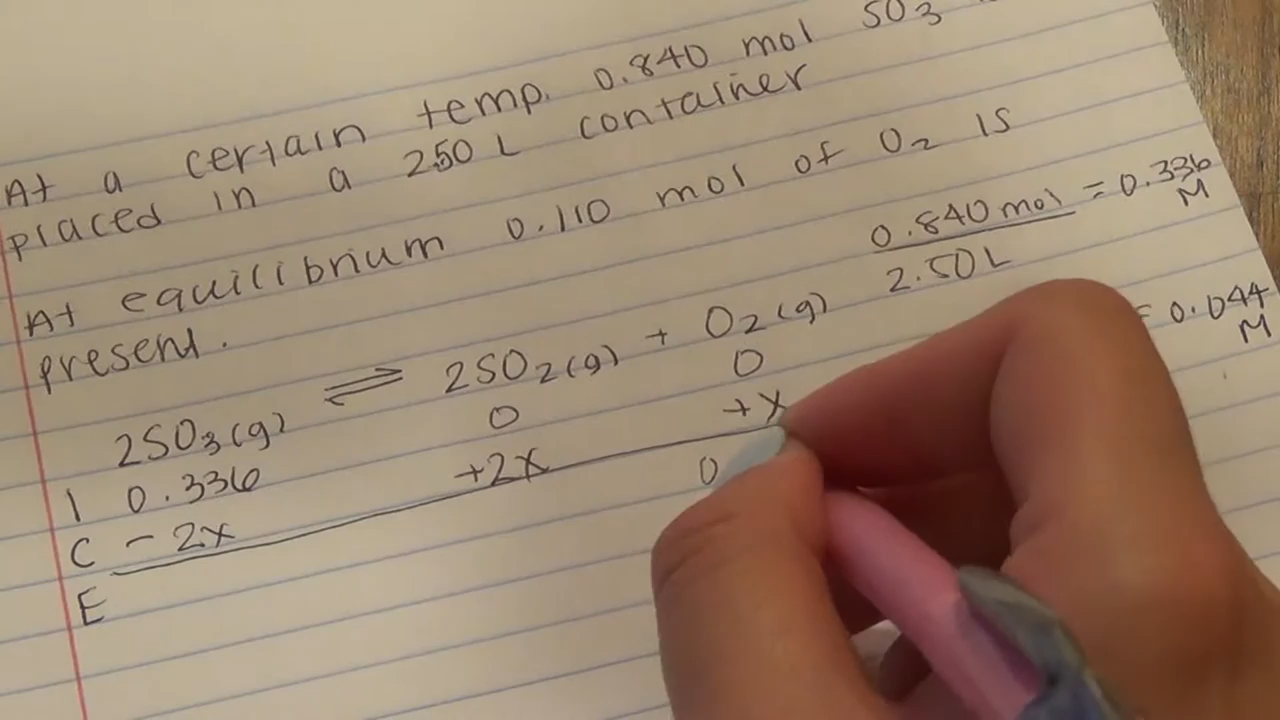 At a certain temp. 0.840 mol SO₃
placed in a 2.50 L container
At equilibrium 0.110 mol of O₂ is
present.
0.840 mol = 0.336
2.50 L M
= 0.044
M
2SO₃(g) ⇌ 2SO₂(g) + O₂(g)
I 0.336 0 0
C - 2x +2x +x
E 0